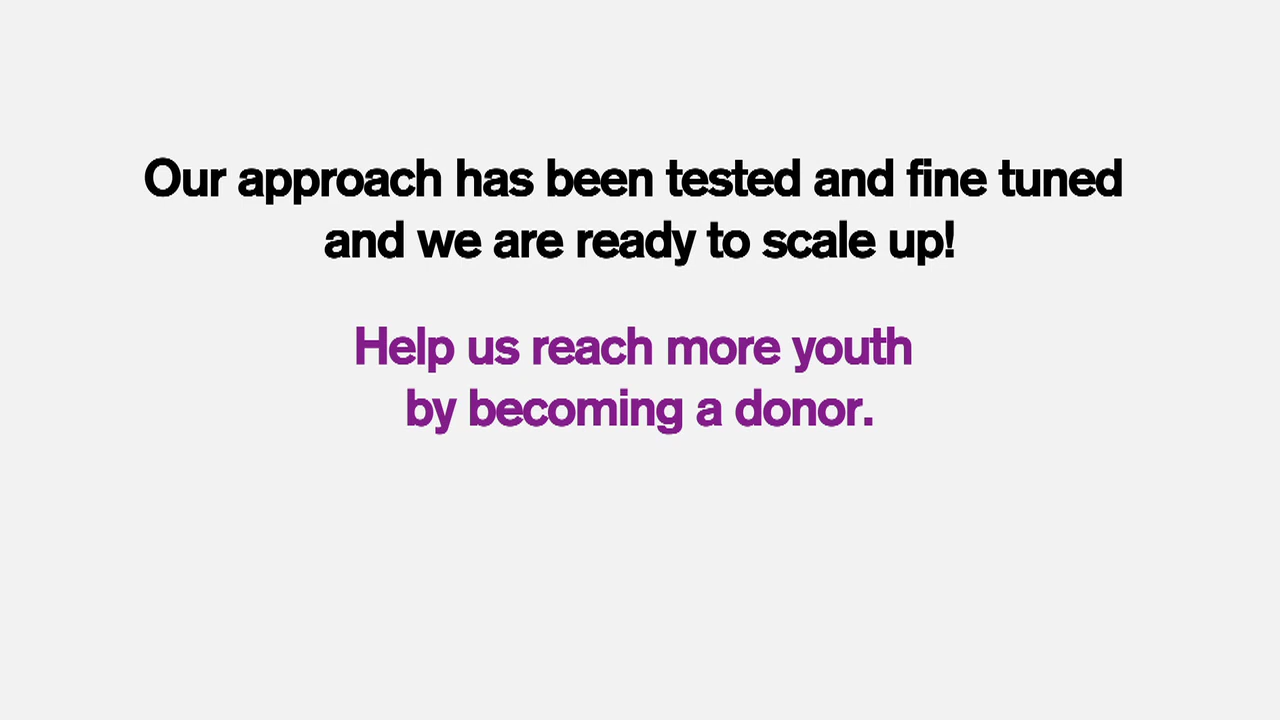 Our approach has been tested and fine tuned
and we are ready to scale up!
Help us reach more youth
by becoming a donor.